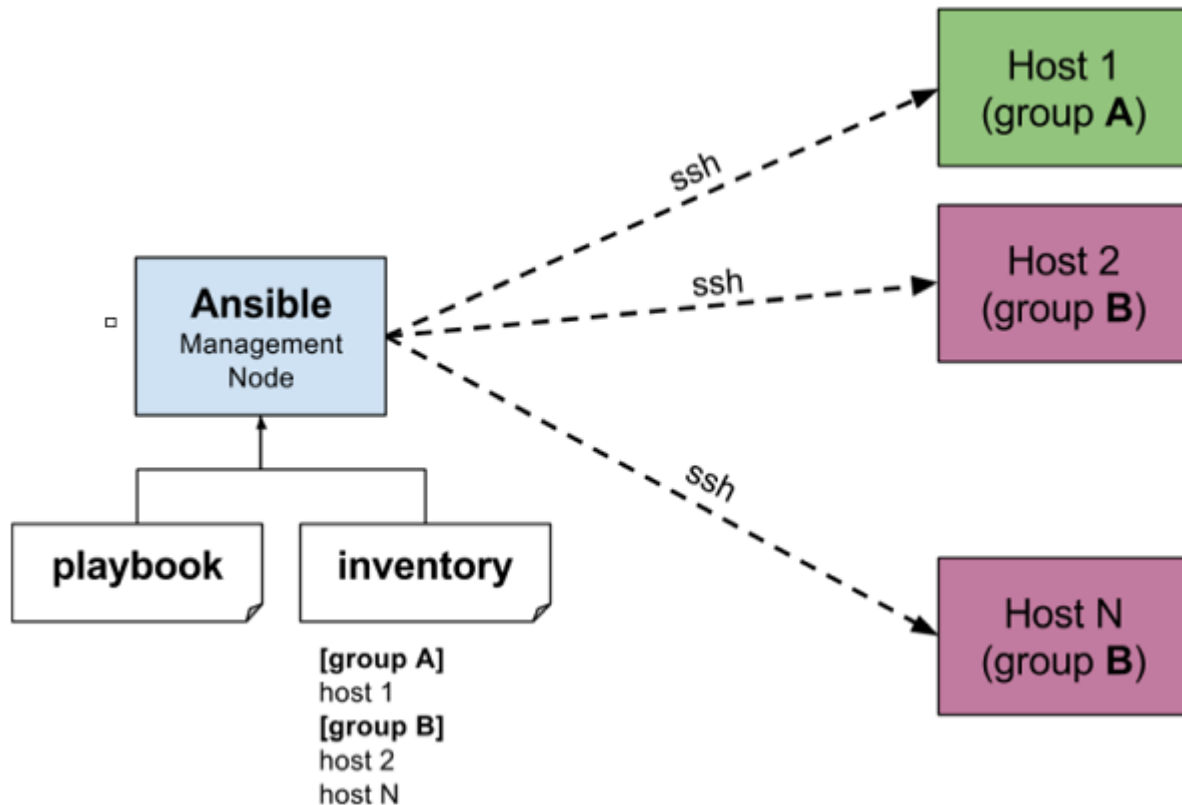 Host 1
(group A)
ssh
Host 2
(group B)
ssh
Ansible
Management
Node
ssh
playbook
inventory
Host N
(group B)
[group A]
host 1
[group B]
host 2
host N